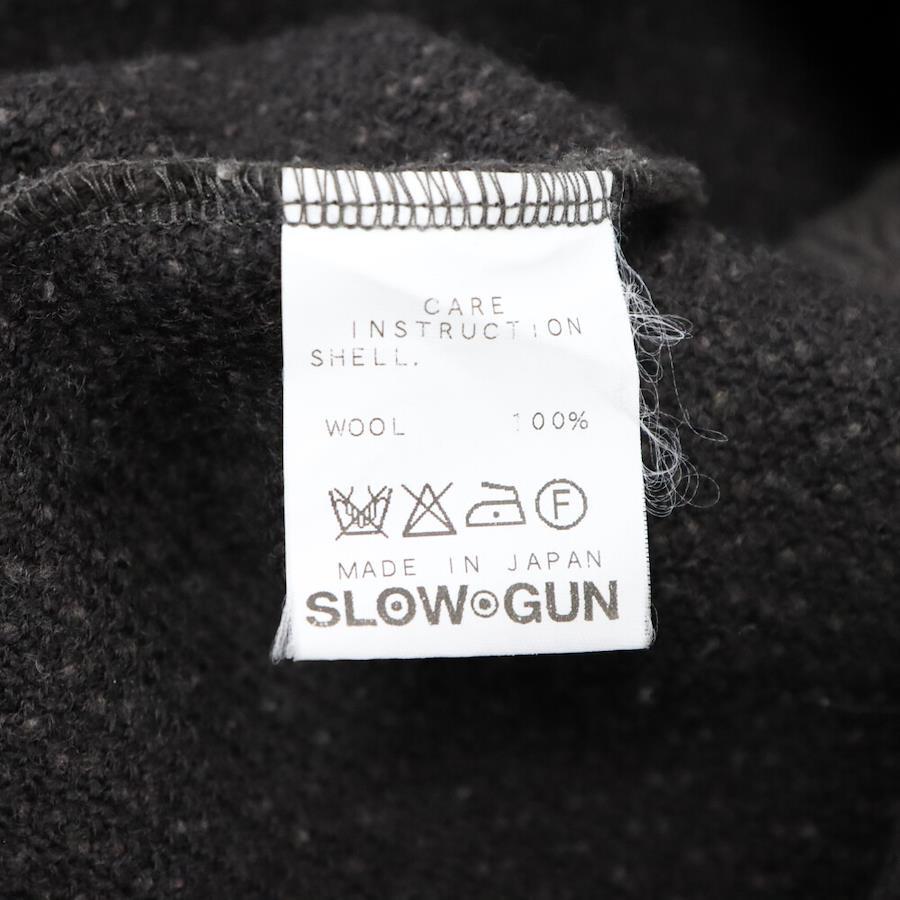 CARE
INSTRUCTION
SHELL.
WOOL 100%
F
MADE IN JAPAN
SLOW GUN